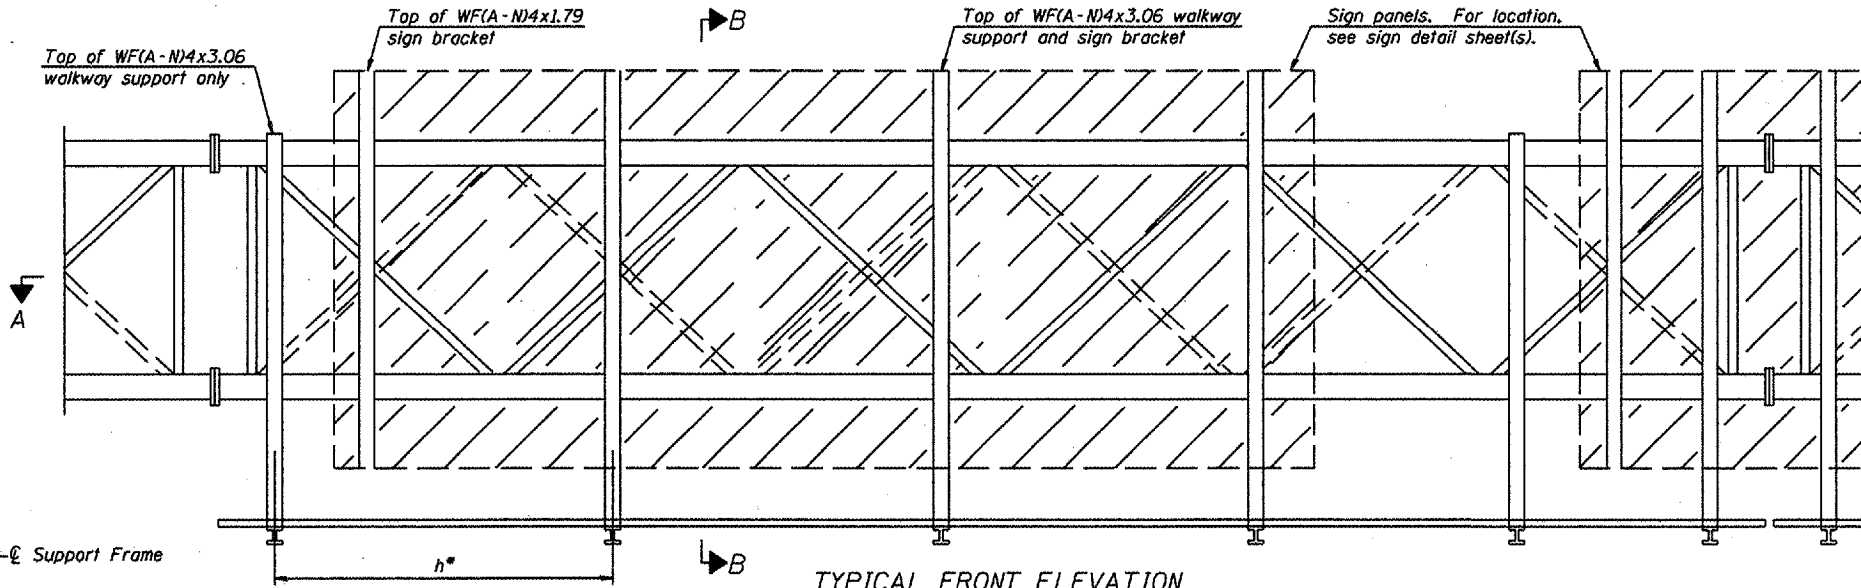 Top of WF(A-N)4x1.79
sign bracket
B
Top of WF(A-N)4x3.06 walkway
support and sign bracket
Sign panels. For location,
see sign detail sheet(s).
Top of WF(A-N)4x3.06
walkway support only
A
℄ Support Frame
h*
B
TYPICAL FRONT ELEVATION